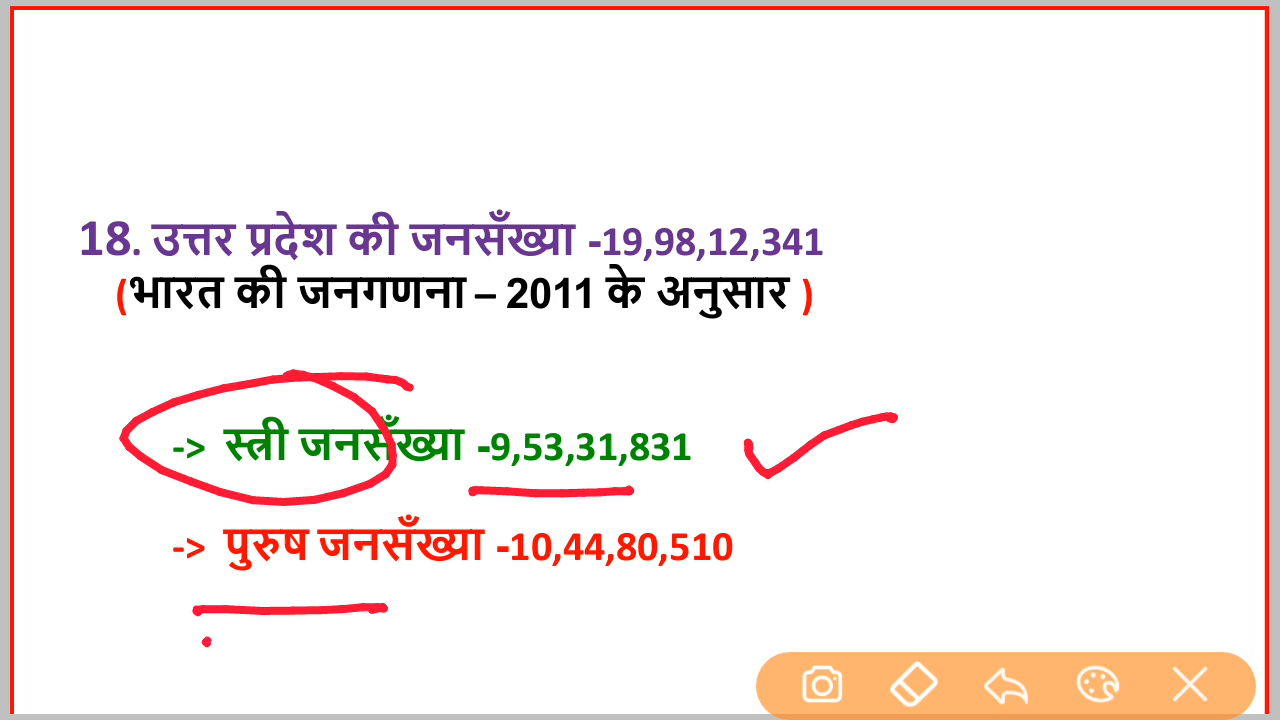 18. उत्तर प्रदेश की जनसँख्या -19,98,12,341
(भारत की जनगणना – 2011 के अनुसार )
-> स्त्री जनसँख्या -9,53,31,831
-> पुरुष जनसँख्या -10,44,80,510